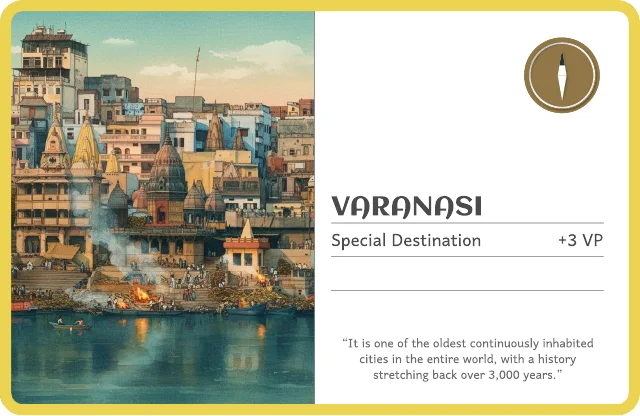 VARANASI
Special Destination +3 VP
“It is one of the oldest continuously inhabited
cities in the entire world, with a history
stretching back over 3,000 years.”